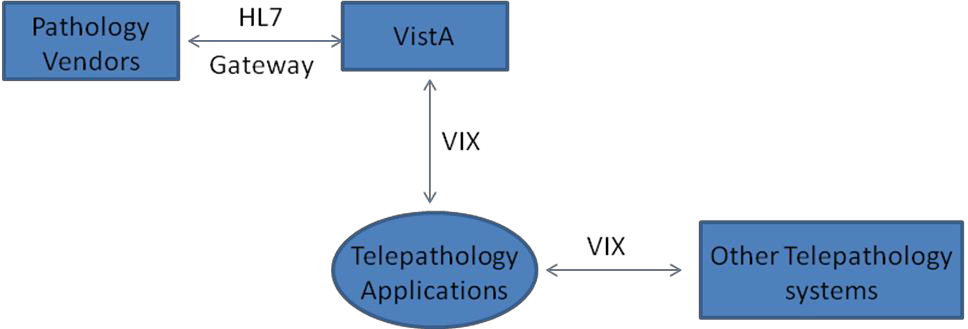 Pathology
Vendors
HL7
Gateway
VistA
VIX
Telepathology
Applications
VIX
Other Telepathology
systems